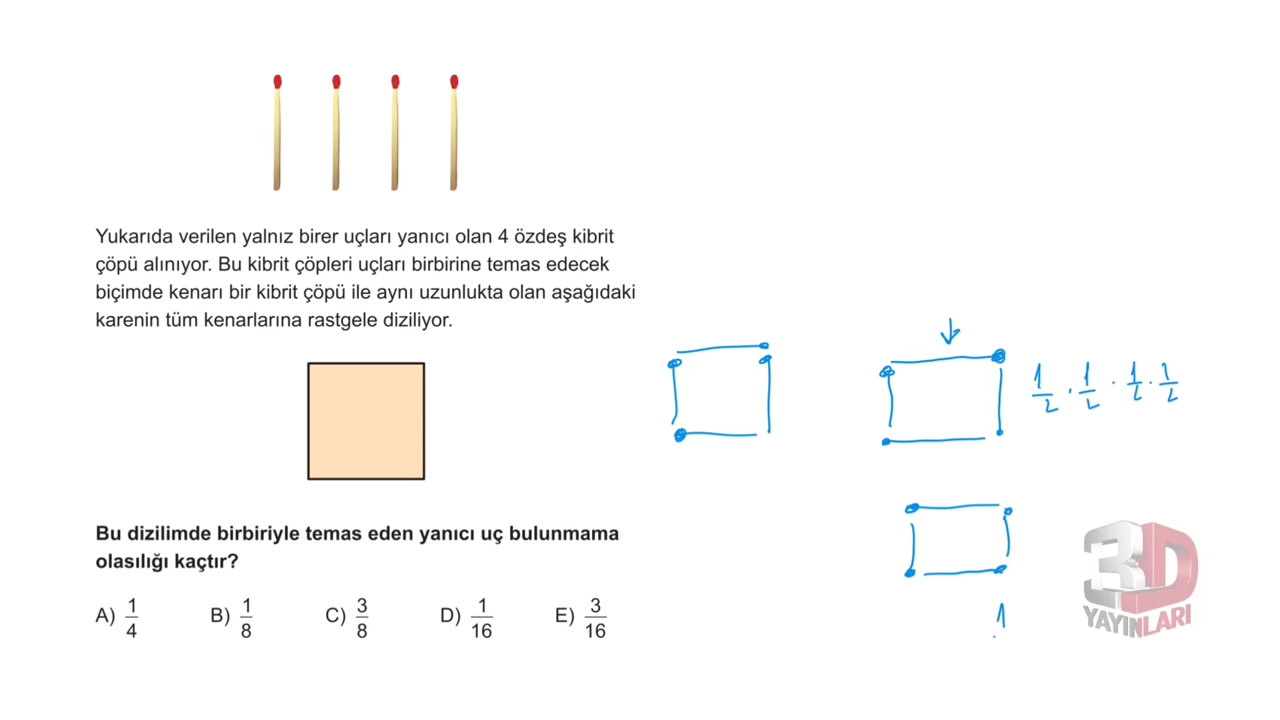 Yukarıda verilen yalnız birer uçları yanıcı olan 4 özdeş kibrit
çöpü alınıyor. Bu kibrit çöpleri uçları birbirine temas edecek
biçimde kenarı bir kibrit çöpü ile aynı uzunlukta olan aşağıdaki
karenin tüm kenarlarına rastgele diziliyor.
1/2 · 1/2 · 1/2 · 1/2
Bu dizilimde birbiriyle temas eden yanıcı uç bulunmama
olasılığı kaçtır?
A) 1/4 B) 1/8 C) 3/8 D) 1/16 E) 3/16
1
3D
YAYINLARI